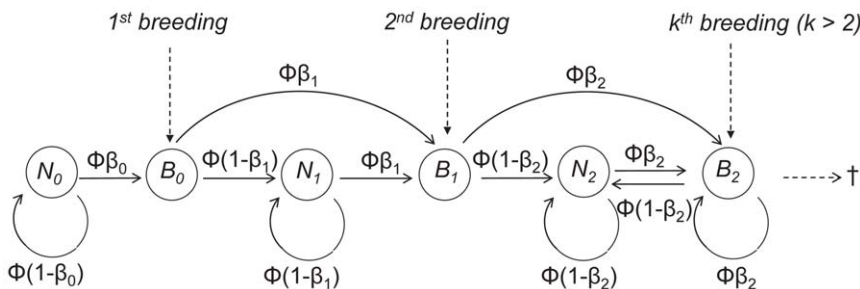 1st breeding 2nd breeding kth breeding (k > 2)
Φβ1 Φβ2
N0 Φβ0 B0 Φ(1-β1) N1 Φβ1 B1 Φ(1-β2) N2 Φβ2 B2 †
Φ(1-β2)
Φ(1-β0) Φ(1-β1) Φ(1-β2) Φβ2